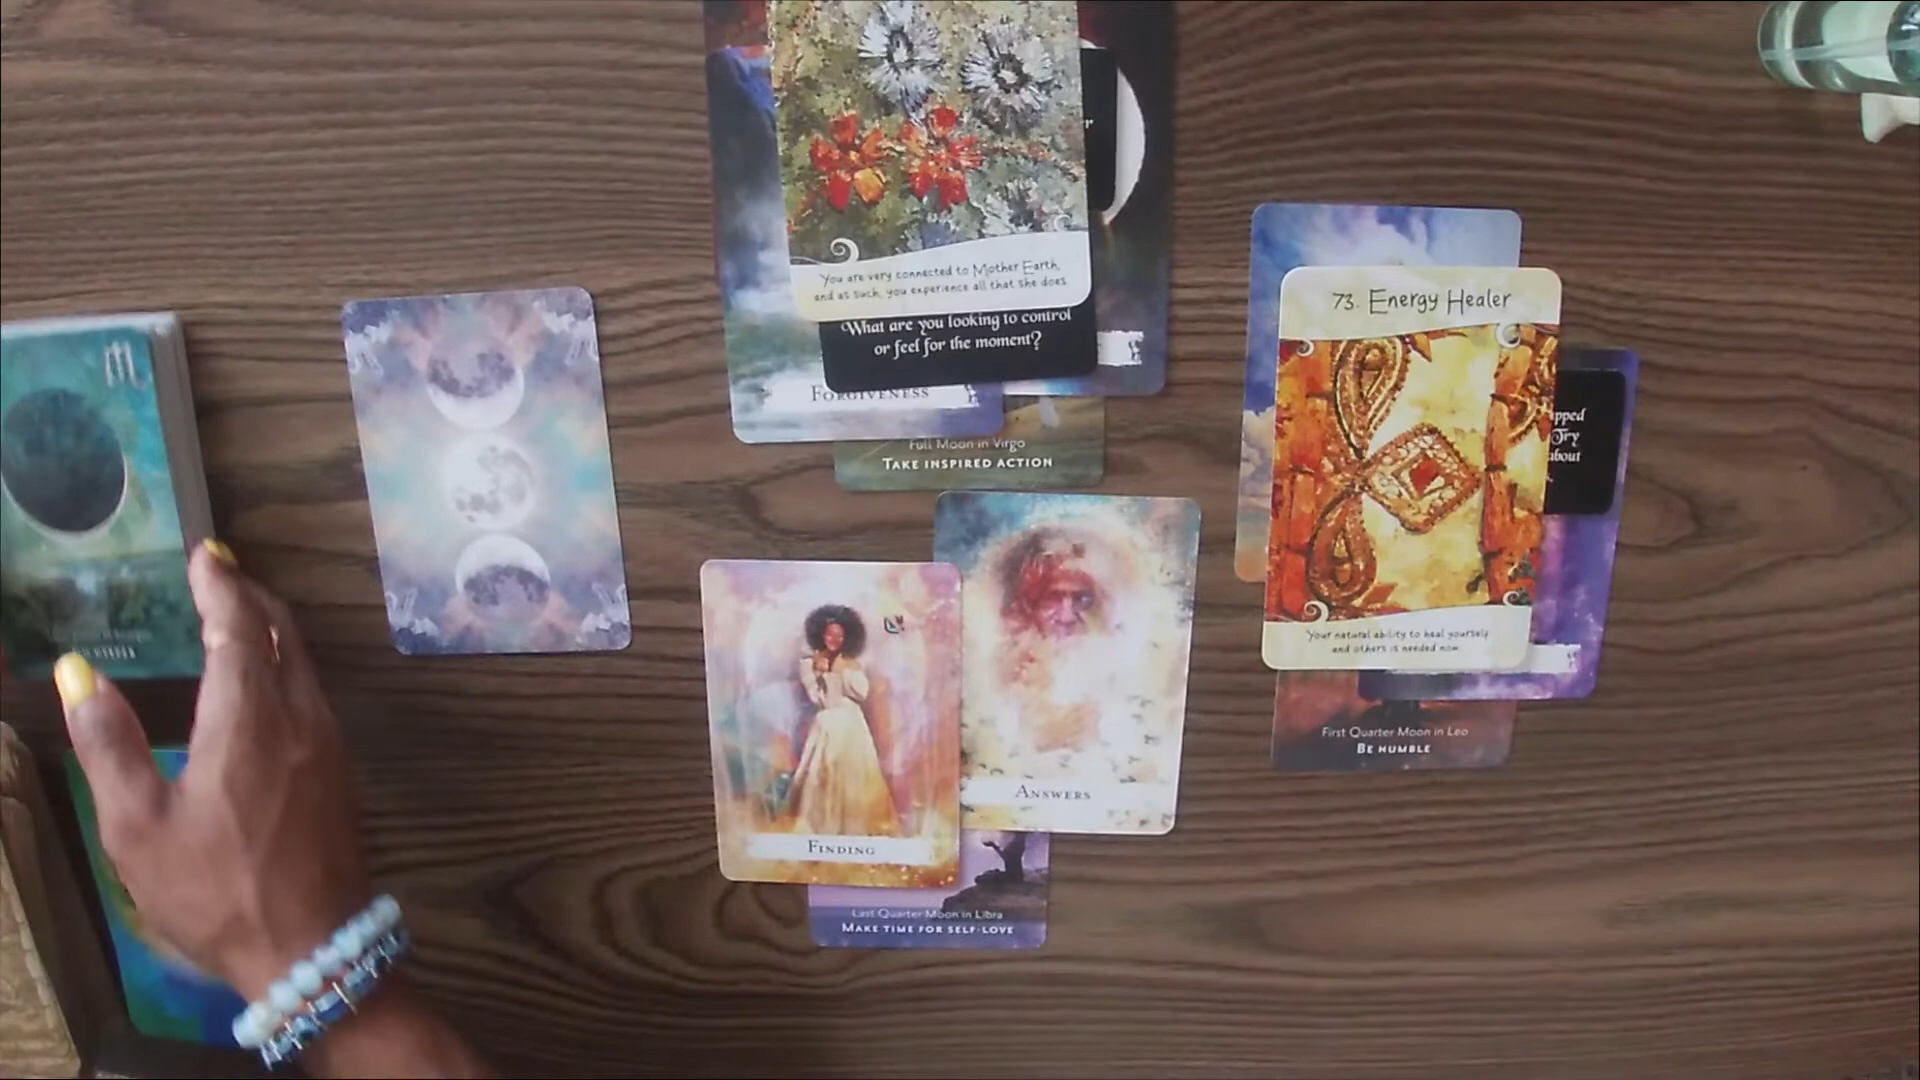 You are very connected to Mother Earth,
and as such, you experience all that she does.
What are you looking to control
or feel for the moment?
FORGIVENESS
Full Moon in Virgo
TAKE INSPIRED ACTION
73. Energy Healer
Your natural ability to heal yourself
and others is needed now
Try
about
First Quarter Moon in Leo
BE HUMBLE
ANSWERS
FINDING
Last Quarter Moon in Libra
MAKE TIME FOR SELF-LOVE